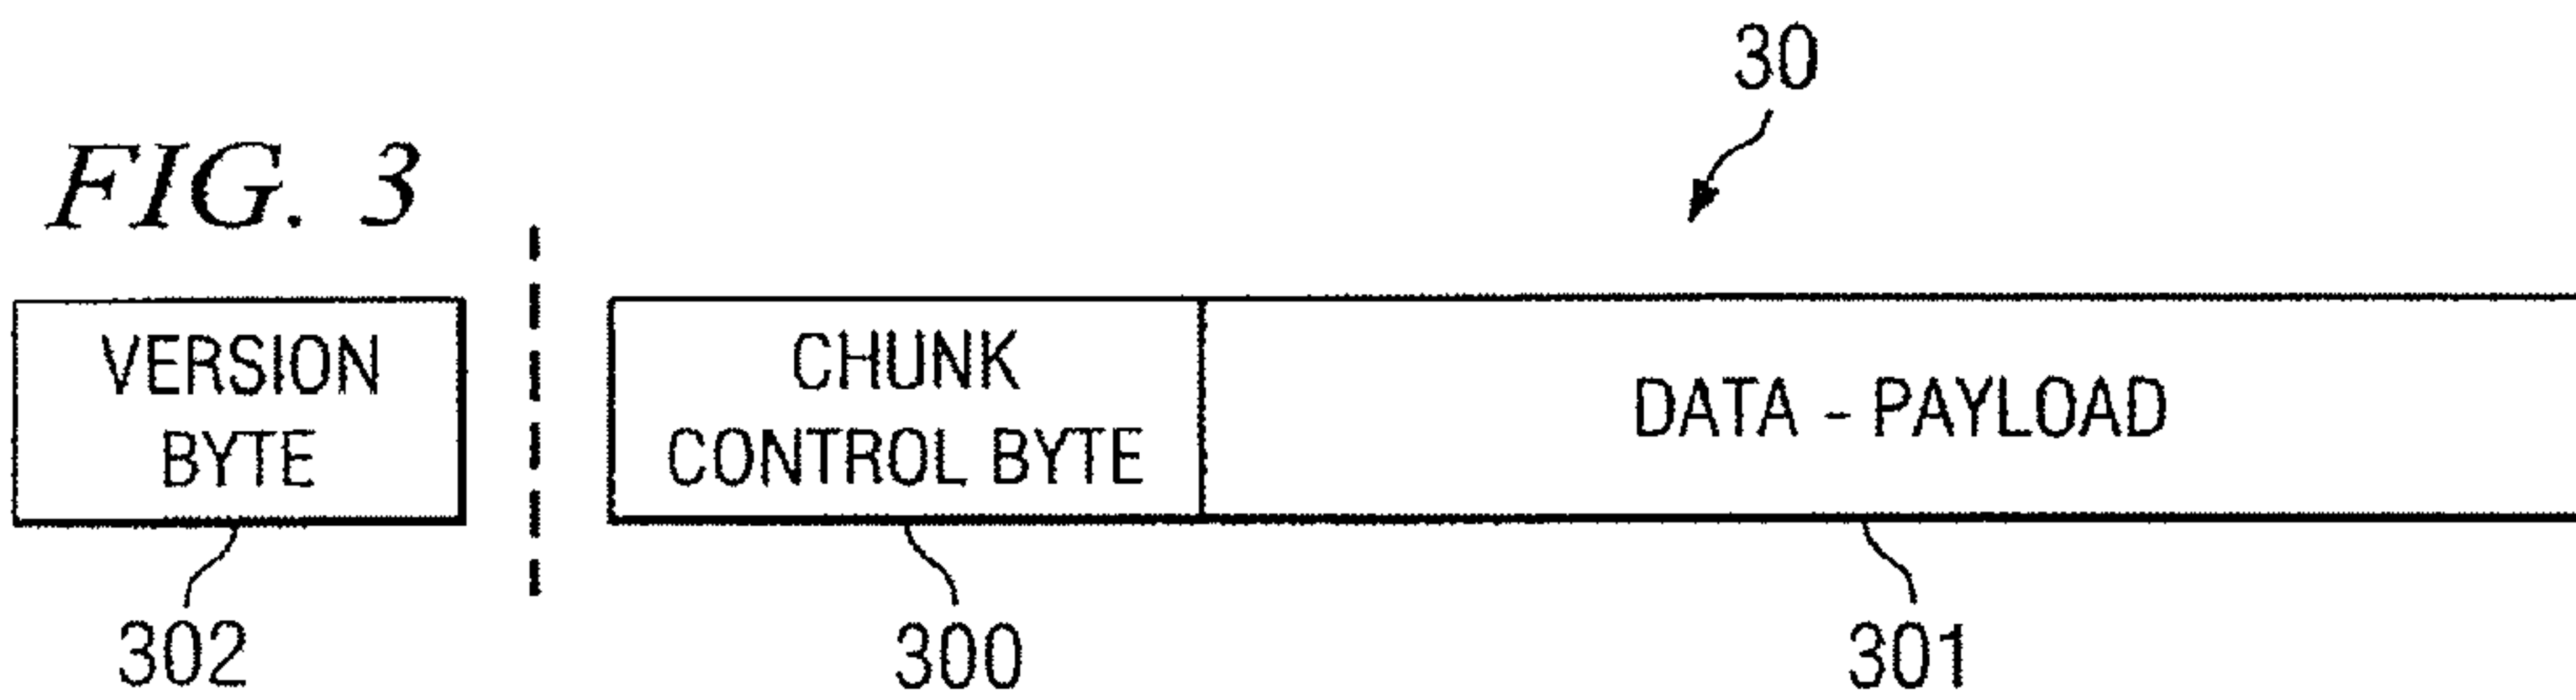 30
FIG. 3
VERSION
BYTE
CHUNK
CONTROL BYTE
DATA - PAYLOAD
302
300
301